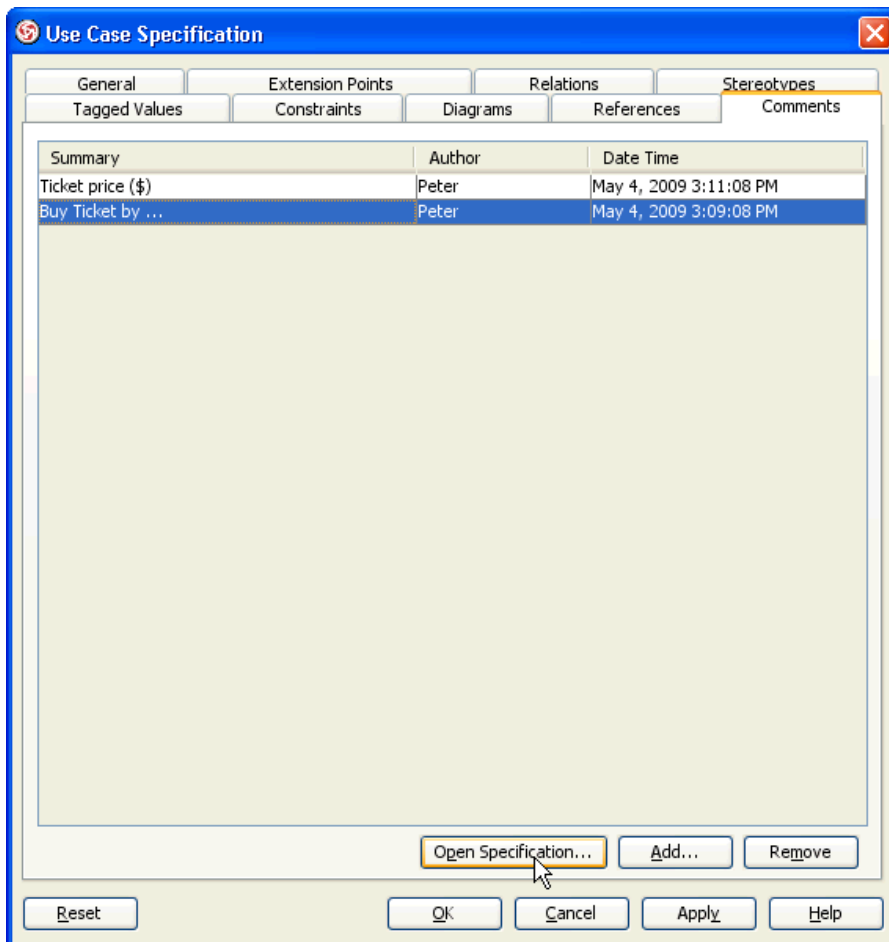 Use Case Specification
General Extension Points Relations Stereotypes
Tagged Values Constraints Diagrams References Comments
Summary Author Date Time
Ticket price ($) Peter May 4, 2009 3:11:08 PM
Buy Ticket by ... Peter May 4, 2009 3:09:08 PM
Open Specification... Add... Remove
Reset OK Cancel Apply Help